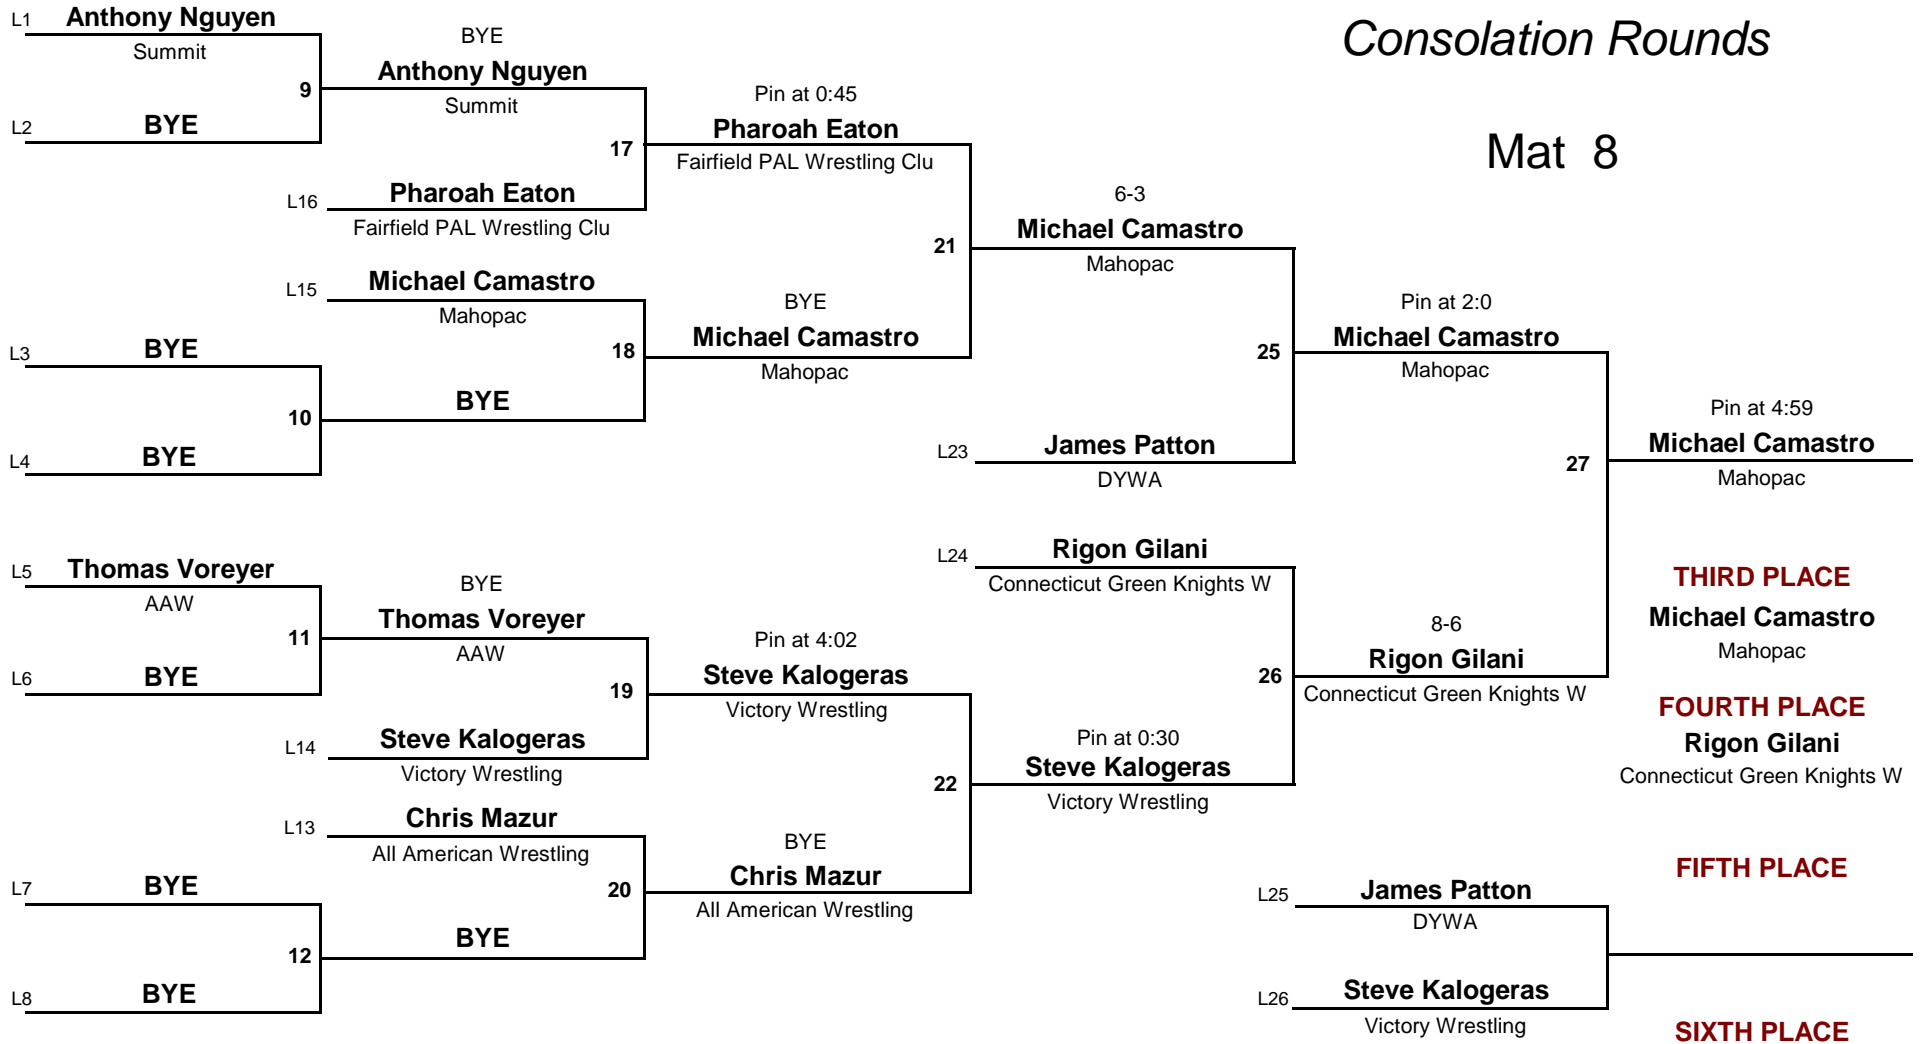 Consolation Rounds
Mat 8
L1 Anthony Nguyen
Summit
9
L2 BYE
BYE
Anthony Nguyen
Summit
17
L16 Pharoah Eaton
Fairfield PAL Wrestling Clu
Pin at 0:45
Pharoah Eaton
Fairfield PAL Wrestling Clu
21
L15 Michael Camastro
Mahopac
18
L3 BYE
10
L4 BYE
BYE
BYE
Michael Camastro
Mahopac
6-3
Michael Camastro
Mahopac
25
L23 James Patton
DYWA
Pin at 2:0
Michael Camastro
Mahopac
27
Pin at 4:59
Michael Camastro
Mahopac
L5 Thomas Voreyer
AAW
11
L6 BYE
BYE
Thomas Voreyer
AAW
19
L14 Steve Kalogeras
Victory Wrestling
Pin at 4:02
Steve Kalogeras
Victory Wrestling
22
L13 Chris Mazur
All American Wrestling
20
L7 BYE
12
L8 BYE
BYE
BYE
Chris Mazur
All American Wrestling
L24 Rigon Gilani
Connecticut Green Knights W
26
Pin at 0:30
Steve Kalogeras
Victory Wrestling
8-6
Rigon Gilani
Connecticut Green Knights W
THIRD PLACE
Michael Camastro
Mahopac
FOURTH PLACE
Rigon Gilani
Connecticut Green Knights W
L25 James Patton
DYWA
L26 Steve Kalogeras
Victory Wrestling
FIFTH PLACE
SIXTH PLACE